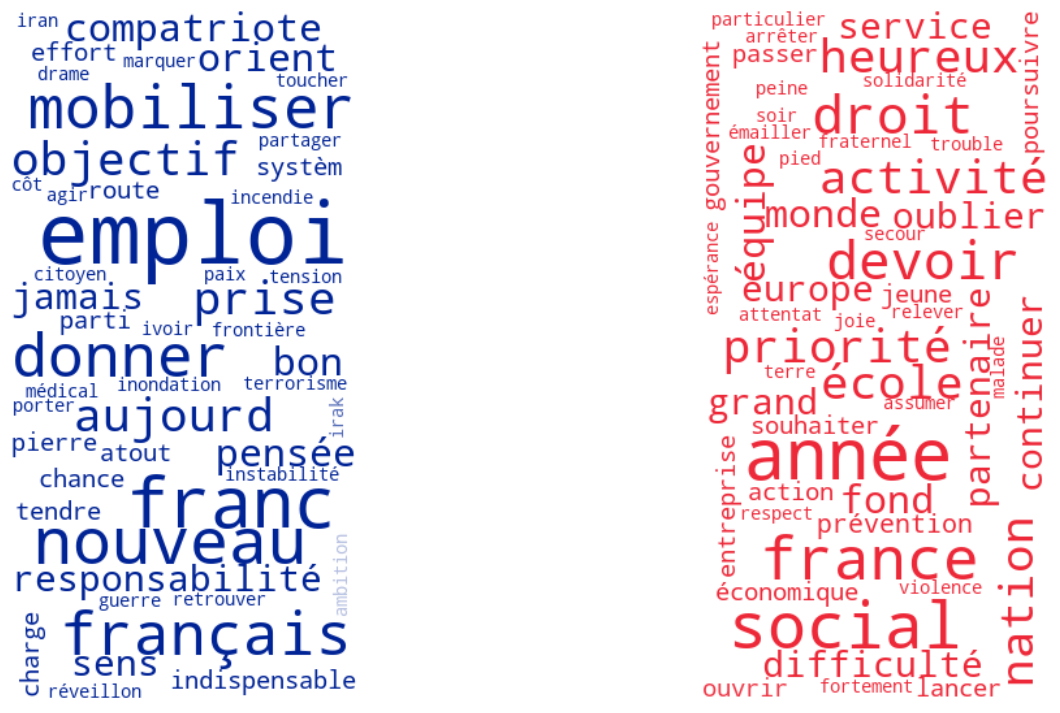 iran compatriote
effort marquer orient
drame toucher
mobiliser
partager
objectif systèm
côt agir route incendie
emploi
citoyen paix tension
jamais prise
parti ivoir frontière
donner bon
médical inondation terrorisme
porter aujourd irak
pierre atout pensée
chance instabilité
tendre franc
nouveau
ambition
responsabilité
guerre retrouver
charge français
sens indispensable
réveillon
particulier service poursuivre
arrêter
passer heureux
gouvernement peine solidarité
soir droit
émailler fraternel trouble
équipe pied activité
monde oublier
espérance secour
devoir
europe jeune
attentat joie relever
partenaire continuer
priorité malade
terre école
grand assumer
souhaiter
entreprise année
action fond
respect prévention
nation
france
économique violence
social
difficulté
ouvrir fortement lancer